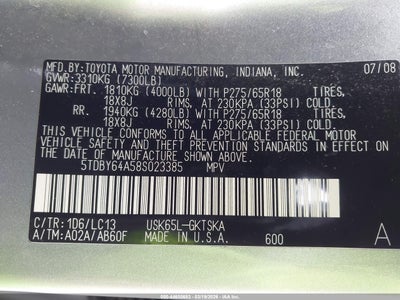 MFD.BY:TOYOTA MOTOR MANUFACTURING, INDIANA, INC. 07/08
GVWR:3310KG (7300LB)
GAWR:FRT. 1810KG (4000LB) WITH P275/65R18 TIRES,
18X8J RIMS, AT 230KPA (33PSI) COLD.
RR. 1940KG (4280LB) WITH P275/65R18 TIRES,
18X8J RIMS, AT 230KPA (33PSI) COLD.
THIS VEHICLE CONFORMS TO ALL APPLICABLE FEDERAL MOTOR
VEHICLE SAFETY STANDARDS IN EFFECT ON THE DATE OF
MANUFACTURE SHOWN ABOVE.
5TDBY64A58S023385 MPV
C/TR:1D6/LC13 USK65L-GKTSKA
A/TM:A02A/AB60F MADE IN U.S.A. 600 A